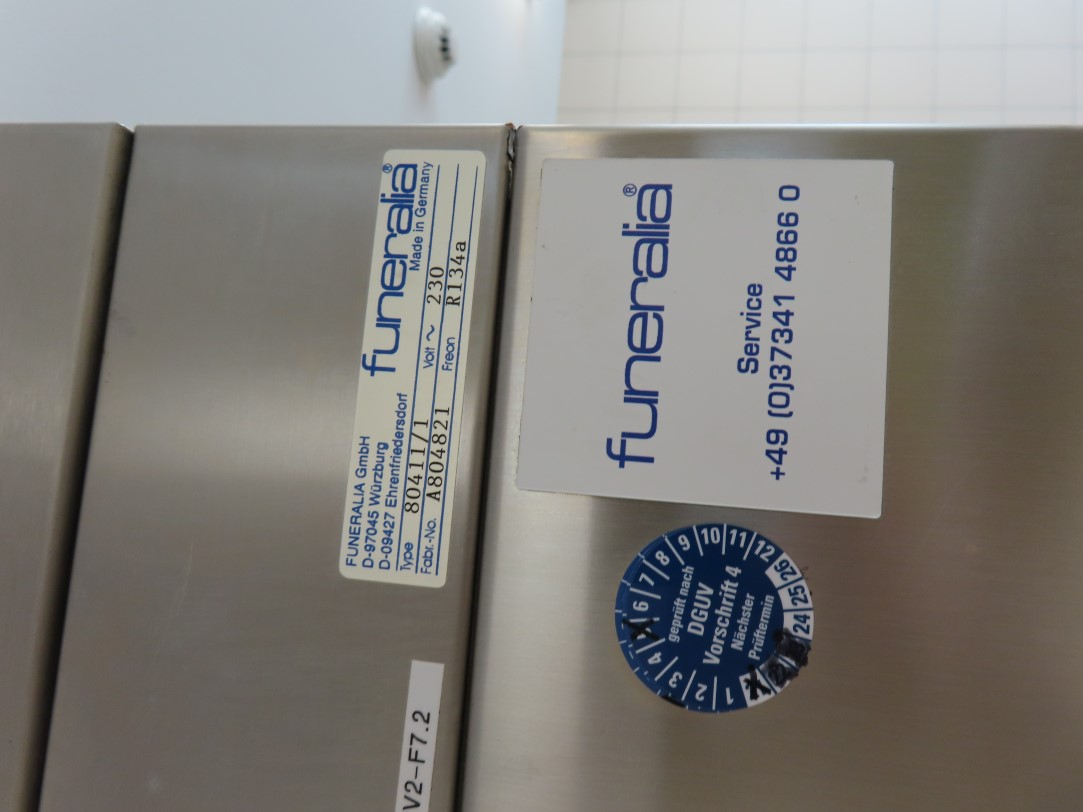 FUNERALIA GmbH
D-97045 Würzburg
D-09427 Ehrenfriedersdorf
funeralia®
Made in Germany
Type 80411/1 Volt ~ 230
Fabr.-No. A804821 Freon R134a
V2-F7.2
funeralia®
Service
+49 (0)37341 4866 0
1 2 3 4 6 7 8 9 10 11 12
geprüft nach
DGUV
Vorschrift 4
Nächster
Prüftermin
24 25 26